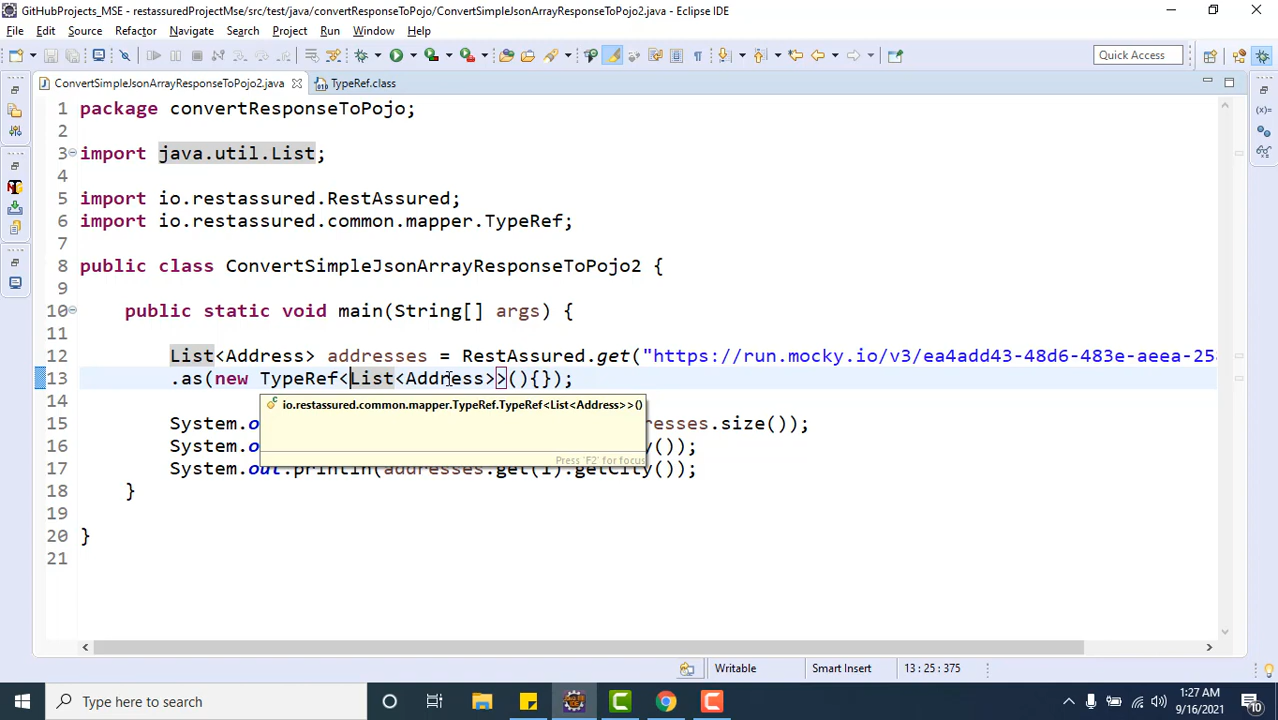 GitHubProjects_MSE - restassuredProjectMse/src/test/java/convertResponseToPojo/ConvertSimpleJsonArrayResponseToPojo2.java - Eclipse IDE
File Edit Source Refactor Navigate Search Project Run Window Help
Quick Access
ConvertSimpleJsonArrayResponseToPojo2.java TypeRef.class
1 package convertResponseToPojo;
2
3 import java.util.List;
4
5 import io.restassured.RestAssured;
6 import io.restassured.common.mapper.TypeRef;
7
8 public class ConvertSimpleJsonArrayResponseToPojo2 {
9
10 public static void main(String[] args) {
11
12 List<Address> addresses = RestAssured.get("https://run.mocky.io/v3/ea4add43-48d6-483e-aeea-25
13 .as(new TypeRef<List<Address>>(){});
14
io.restassured.common.mapper.TypeRef.TypeRef<List<Address>>()
15 System.o resses.size());
16 System.o y());
Press 'F2' for focus
17 System.out.println(addresses.get(1).getCity());
18 }
19
20 }
21
Writable Smart Insert 13 : 25 : 375
Type here to search
1:27 AM
9/16/2021
10